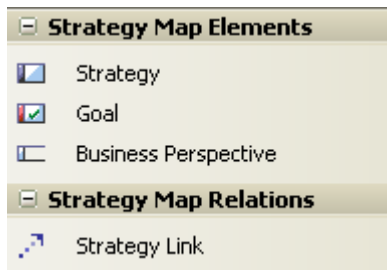 Strategy Map Elements
Strategy
Goal
Business Perspective
Strategy Map Relations
Strategy Link